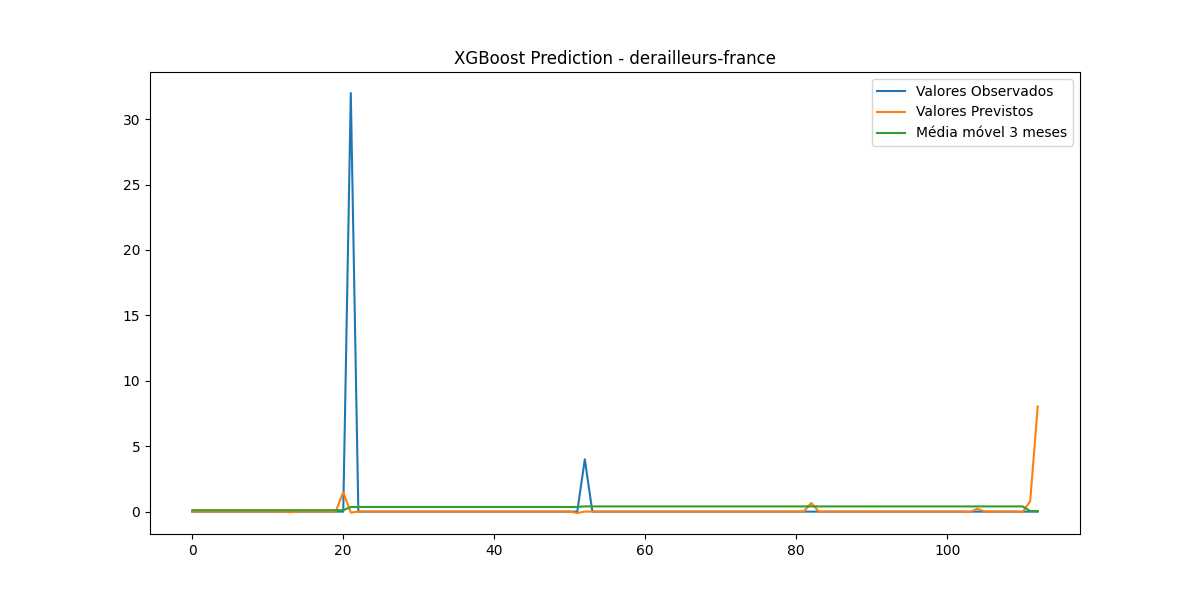 XGBoost Prediction - derailleurs-france
Valores Observados
Valores Previstos
Média móvel 3 meses
30
25
20
15
10
5
0
0 20 40 60 80 100